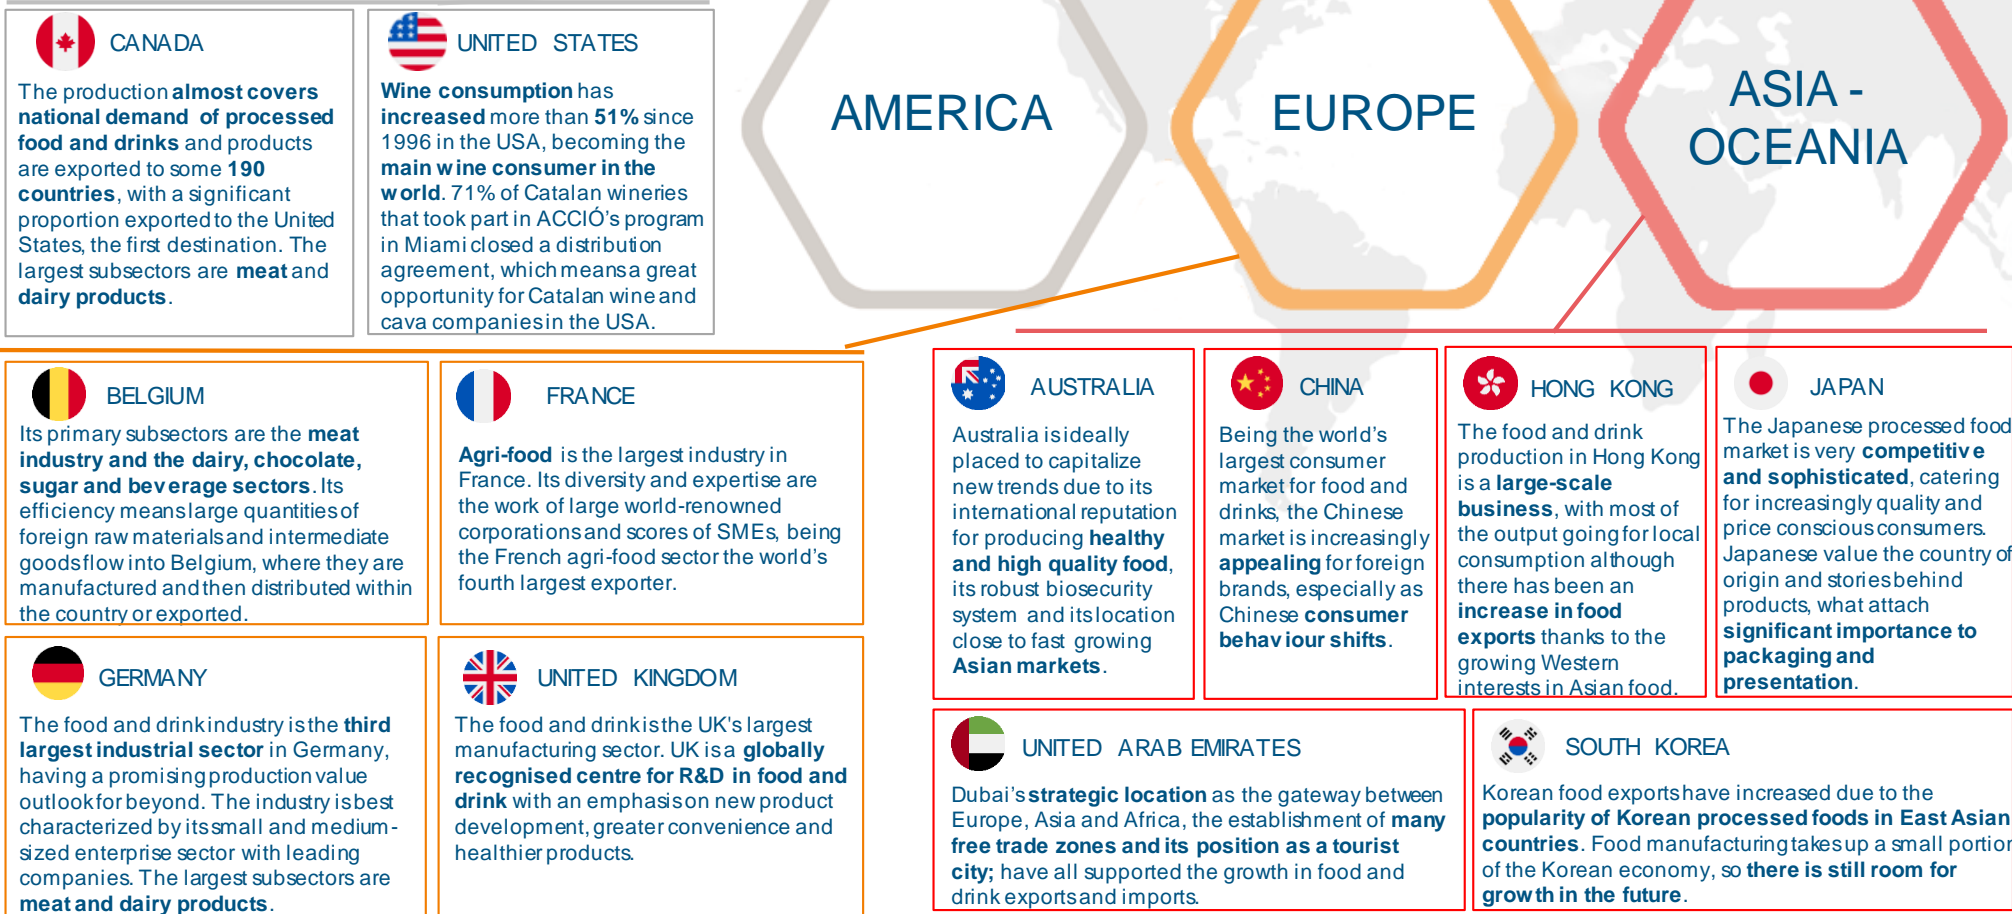 CANADA
The production almost covers
national demand of processed
food and drinks and products
are exported to some 190
countries, with a significant
proportion exported to the United
States, the first destination. The
largest subsectors are meat and
dairy products.
UNITED STATES
Wine consumption has
increased more than 51% since
1996 in the USA, becoming the
main wine consumer in the
world. 71% of Catalan wineries
that took part in ACCIÓ's program
in Miami closed a distribution
agreement, which means a great
opportunity for Catalan wine and
cava companies in the USA.
AMERICA
EUROPE
ASIA -
OCEANIA
BELGIUM
Its primary subsectors are the meat
industry and the dairy, chocolate,
sugar and beverage sectors. Its
efficiency means large quantities of
foreign raw materials and intermediate
goods flow into Belgium, where they are
manufactured and then distributed within
the country or exported.
FRANCE
Agri-food is the largest industry in
France. Its diversity and expertise are
the work of large world-renowned
corporations and scores of SMEs, being
the French agri-food sector the world's
fourth largest exporter.
GERMANY
The food and drink industry is the third
largest industrial sector in Germany,
having a promising production value
outlook for beyond. The industry is best
characterized by its small and medium-
sized enterprise sector with leading
companies. The largest subsectors are
meat and dairy products.
UNITED KINGDOM
The food and drink is the UK's largest
manufacturing sector. UK is a globally
recognised centre for R&D in food and
drink with an emphasis on new product
development, greater convenience and
healthier products.
AUSTRALIA
Australia is ideally
placed to capitalize
new trends due to its
international reputation
for producing healthy
and high quality food,
its robust biosecurity
system and its location
close to fast growing
Asian markets.
CHINA
Being the world's
largest consumer
market for food and
drinks, the Chinese
market is increasingly
appealing for foreign
brands, especially as
Chinese consumer
behaviour shifts.
HONG KONG
The food and drink
production in Hong Kong
is a large-scale
business, with most of
the output going for local
consumption although
there has been an
increase in food
exports thanks to the
growing Western
interests in Asian food.
JAPAN
The Japanese processed food
market is very competitive
and sophisticated, catering
for increasingly quality and
price conscious consumers.
Japanese value the country of
origin and stories behind
products, what attach
significant importance to
packaging and
presentation.
UNITED ARAB EMIRATES
Dubai's strategic location as the gateway between
Europe, Asia and Africa, the establishment of many
free trade zones and its position as a tourist
city; have all supported the growth in food and
drink exports and imports.
SOUTH KOREA
Korean food exports have increased due to the
popularity of Korean processed foods in East Asian
countries. Food manufacturing takes up a small portion
of the Korean economy, so there is still room for
growth in the future.